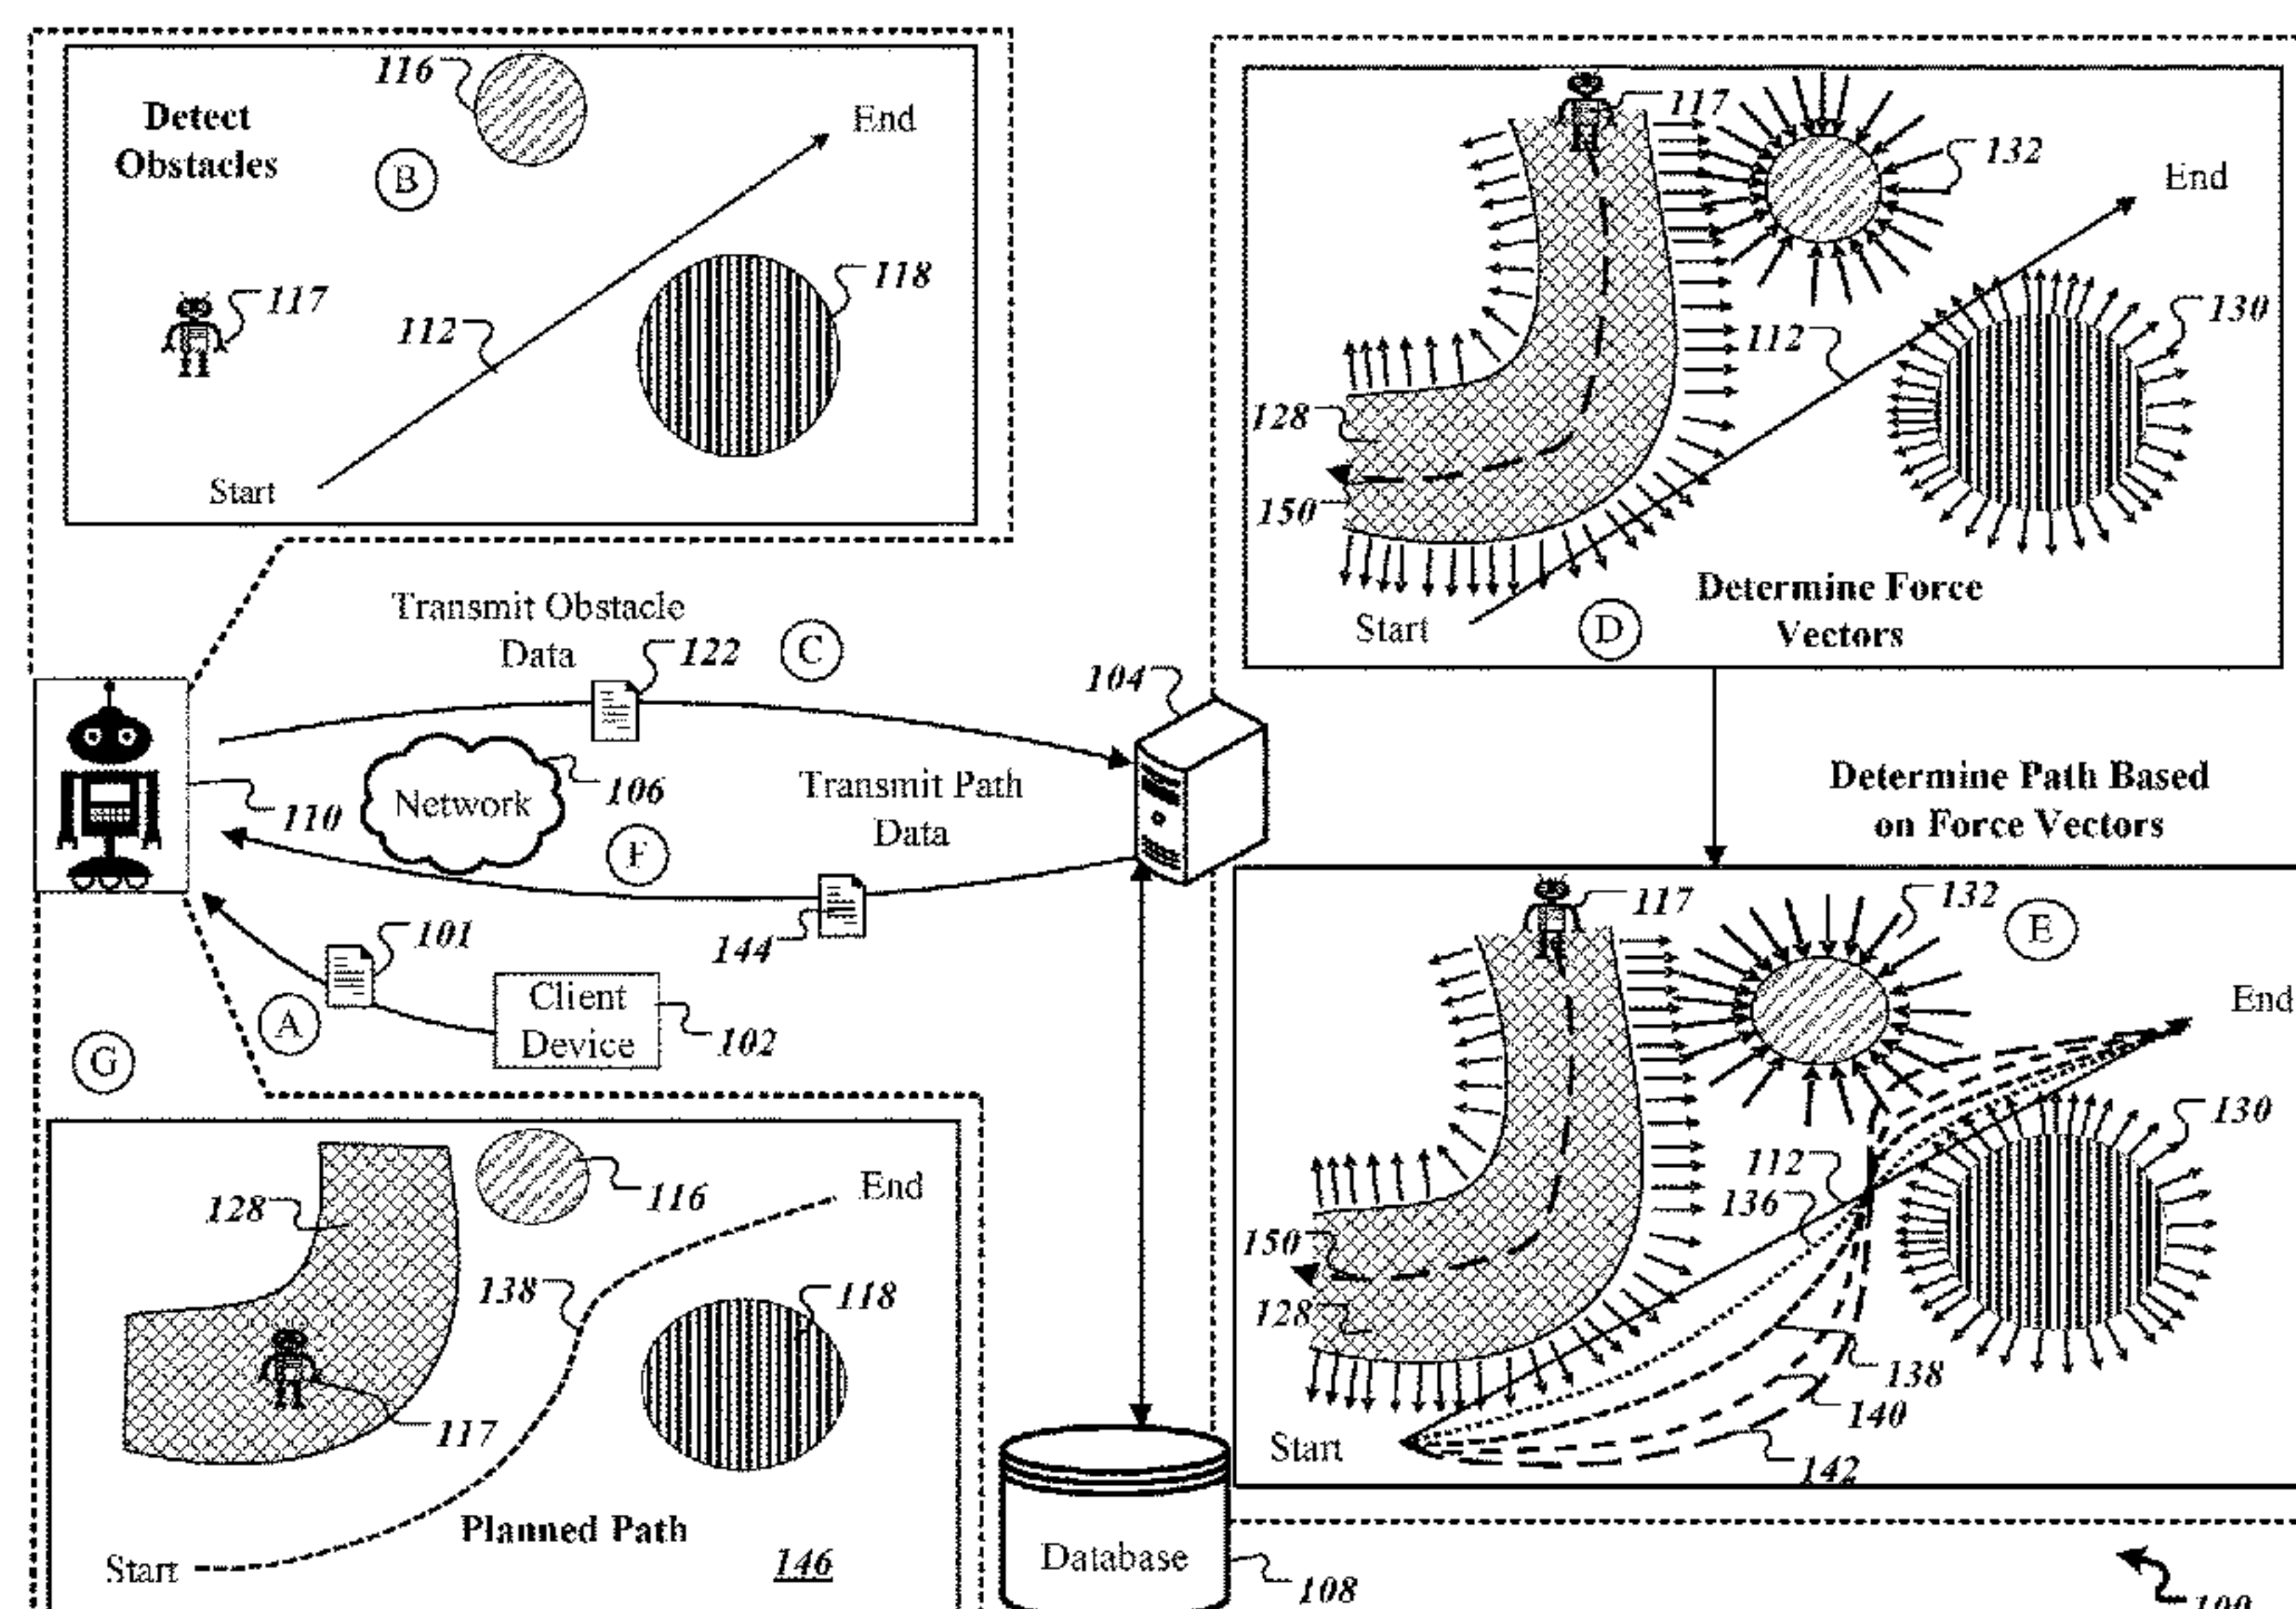 116
Detect
Obstacles
B
End
117
112
118
Start
117
132
End
130
112
128
150
Start
D
Determine Force
Vectors
Transmit Obstacle
Data
122
C
104
110
Network
106
Transmit Path
Data
F
144
101
A
Client
Device
102
G
Determine Path Based
on Force Vectors
117
132
E
End
130
112
136
150
128
138
140
142
Start
128
116
End
138
118
117
Planned Path
Start
146
Database
108
100